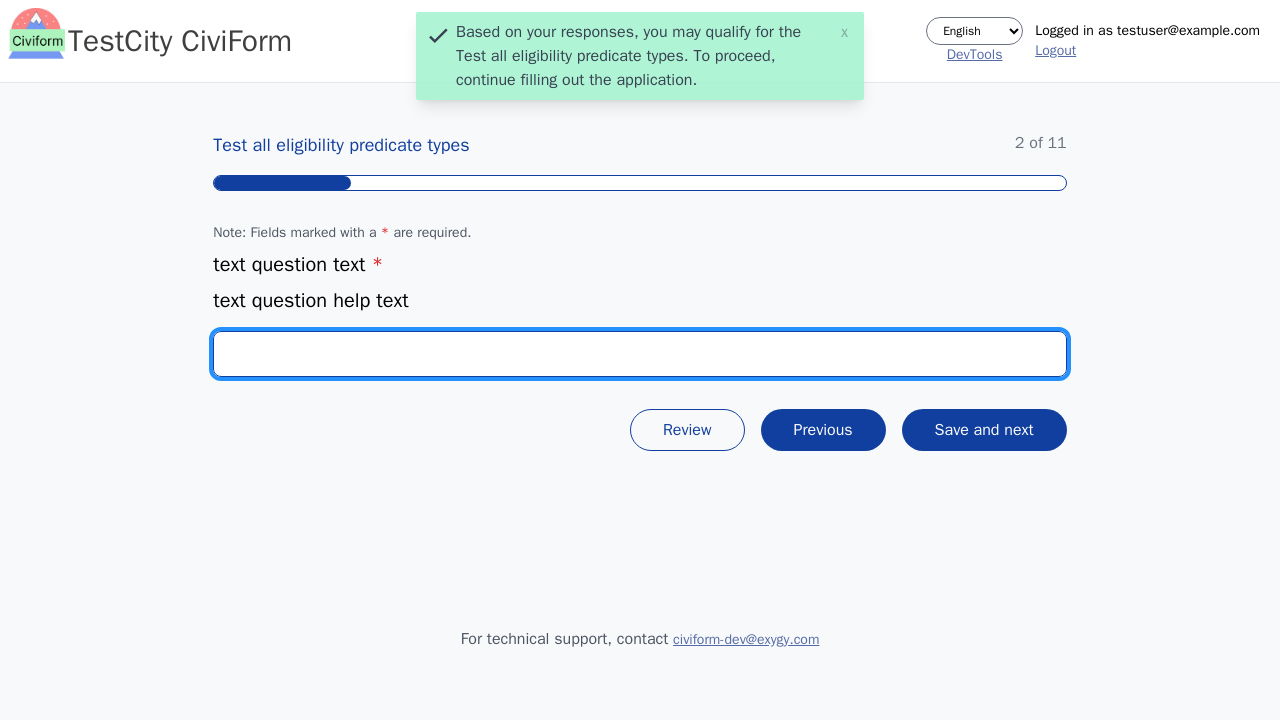 Civiform
TestCity CiviForm
Based on your responses, you may qualify for the
Test all eligibility predicate types. To proceed,
continue filling out the application.
x
English
DevTools
Logged in as testuser@example.com
Logout
Test all eligibility predicate types
2 of 11
Note: Fields marked with a * are required.
text question text *
text question help text
Review
Previous
Save and next
For technical support, contact civiform-dev@exygy.com